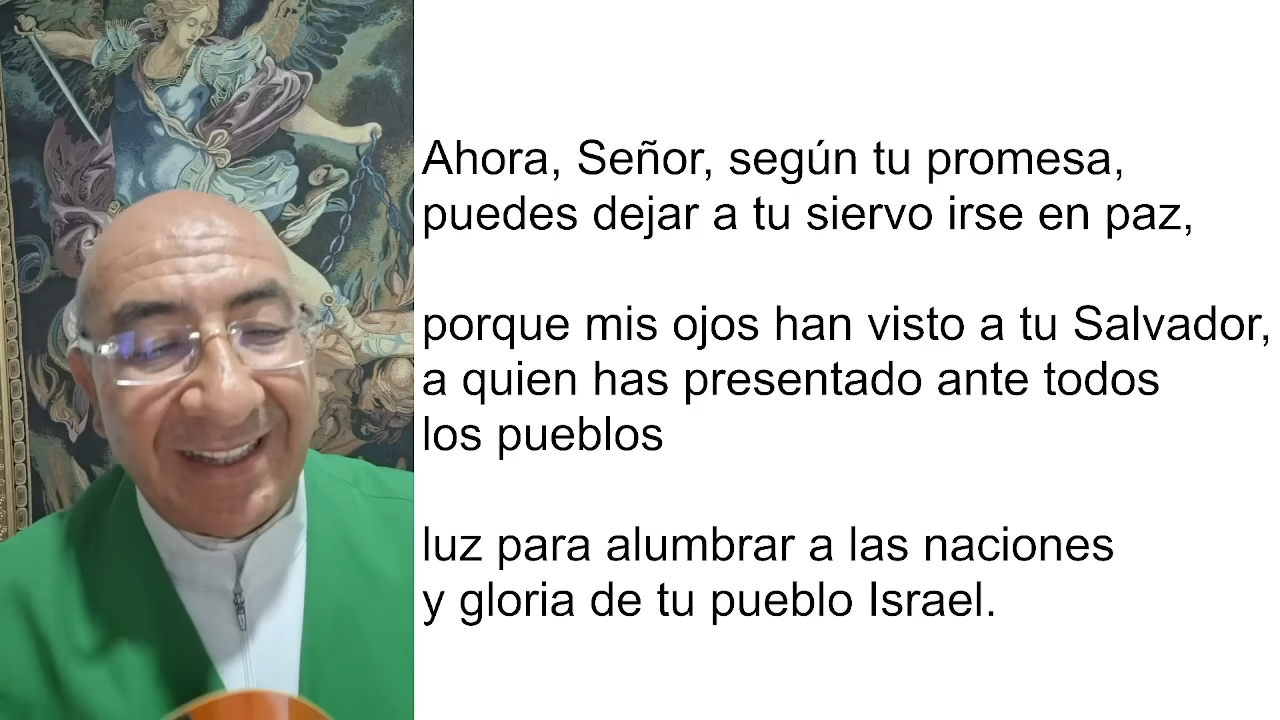 Ahora, Señor, según tu promesa,
puedes dejar a tu siervo irse en paz,
porque mis ojos han visto a tu Salvador,
a quien has presentado ante todos
los pueblos
luz para alumbrar a las naciones
y gloria de tu pueblo Israel.